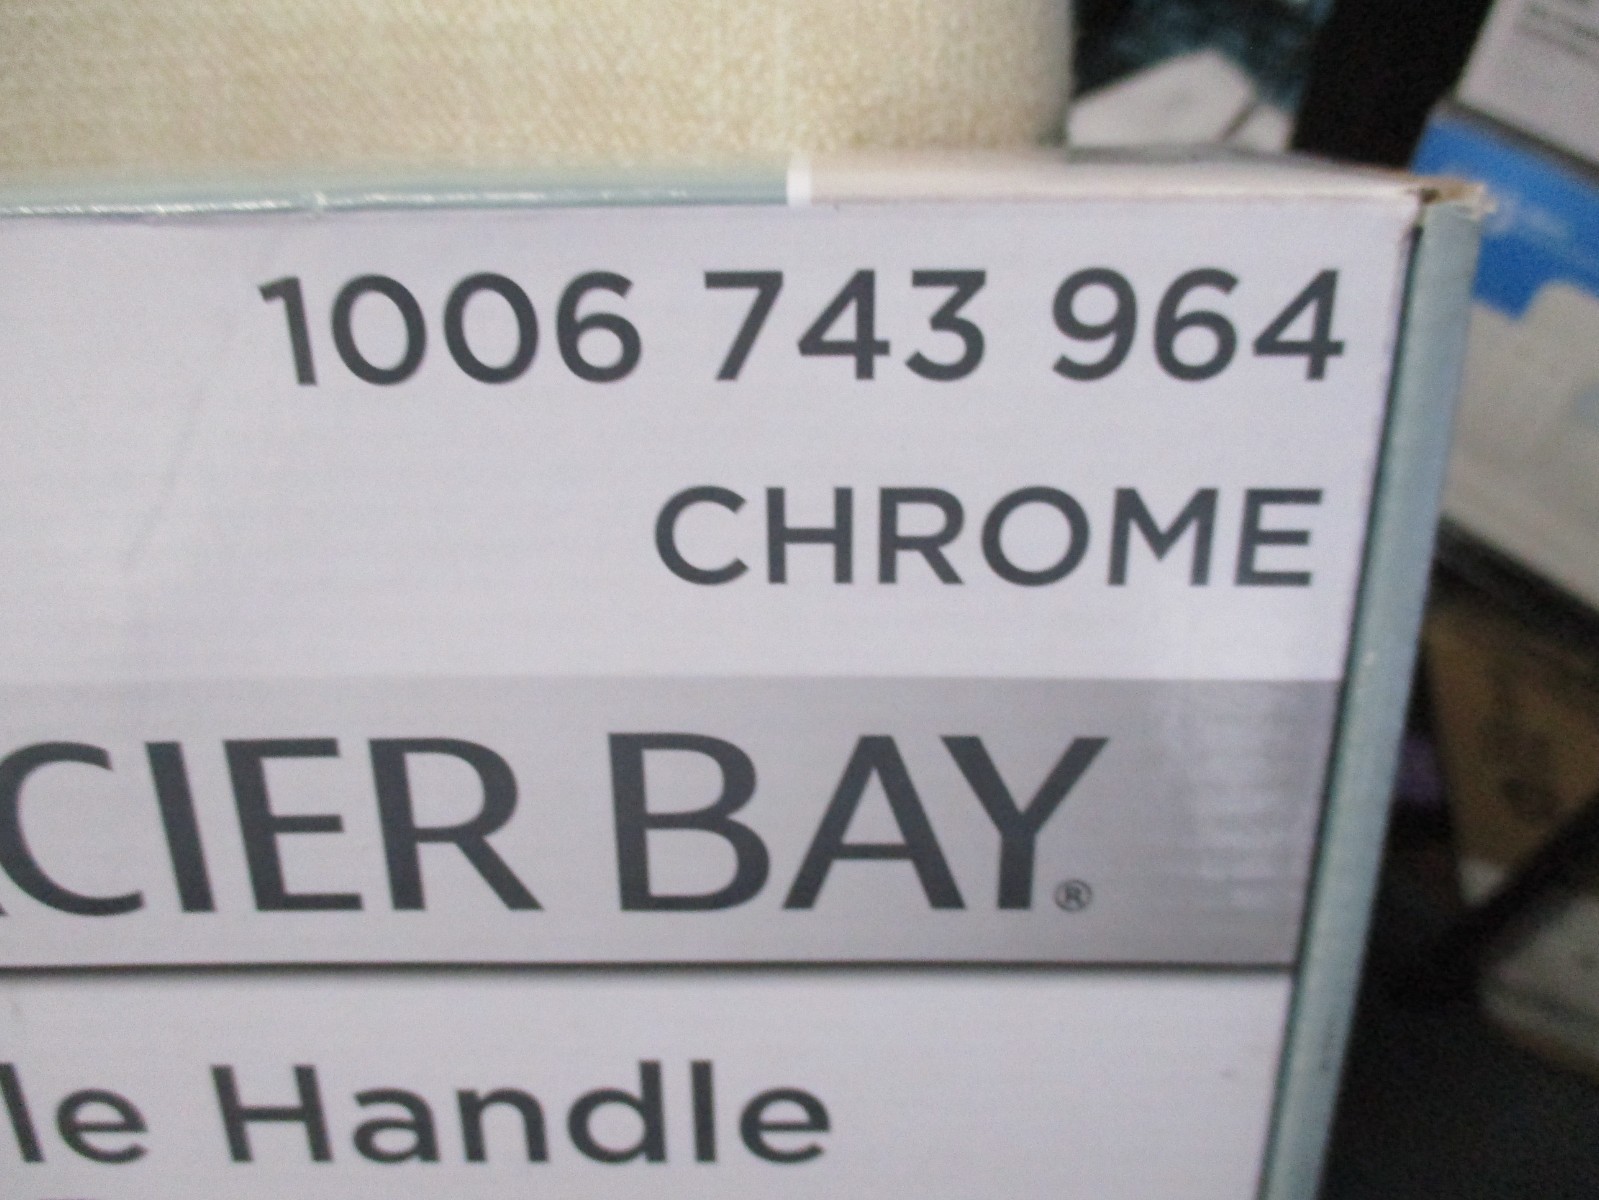 1006 743 964
CHROME
CIER BAY®
le Handle